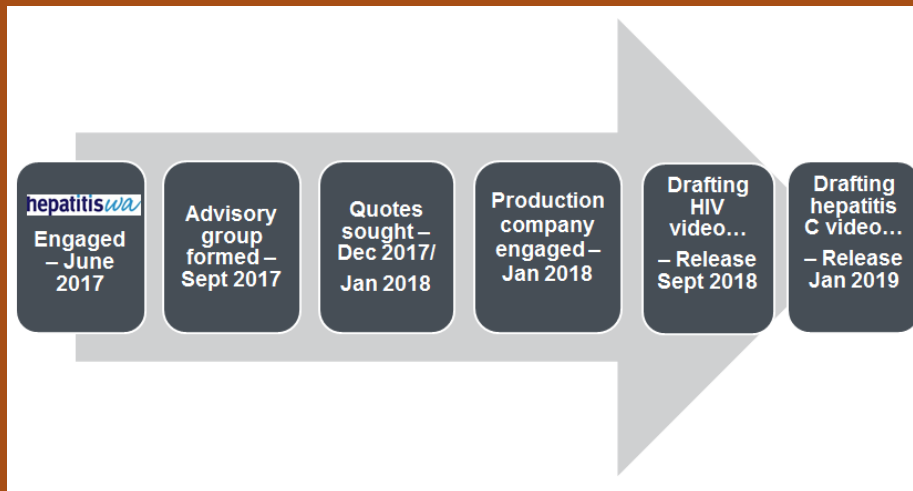 hepatitiswa
Engaged
– June
2017
Advisory
group
formed –
Sept 2017
Quotes
sought –
Dec 2017/
Jan 2018
Production
company
engaged –
Jan 2018
Drafting
HIV
video…
– Release
Sept 2018
Drafting
hepatitis
C video…
– Release
Jan 2019